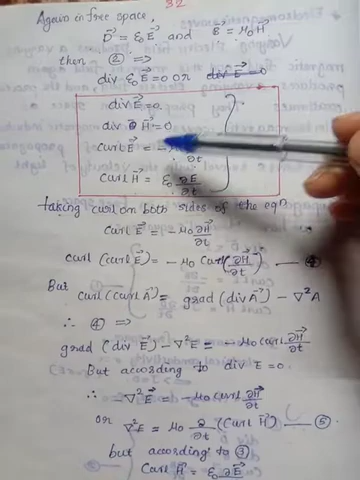 32
Again in free space,
D⃗ = ε₀E⃗ and B⃗ = μ₀H⃗
then ② ⇒
div ε₀E⃗ = 0 or div E⃗ = 0
div E⃗ = 0.
div H⃗ = 0
curl E⃗ = -
∂t
Curl H⃗ = ε₀ ∂E⃗/∂t
taking curl on both sides of the equa
Curl E⃗ = -μ₀ ∂H⃗/∂t
curl (curl E⃗) = -μ₀ Curl (∂H⃗/∂t) — ④
But curl (curl A⃗) = grad (div A⃗) - ∇²A
∴ ④ ⇒
grad (div E⃗) - ∇²E⃗ = -μ₀ curl ∂H⃗/∂t
But according to div E⃗ = 0
∴ -∇²E⃗ = -μ₀ curl ∂H⃗/∂t
or ∇²E⃗ = μ₀ ∂/∂t (Curl H⃗) — ⑤
but according to ③
Curl H⃗ = ε₀ ∂E⃗